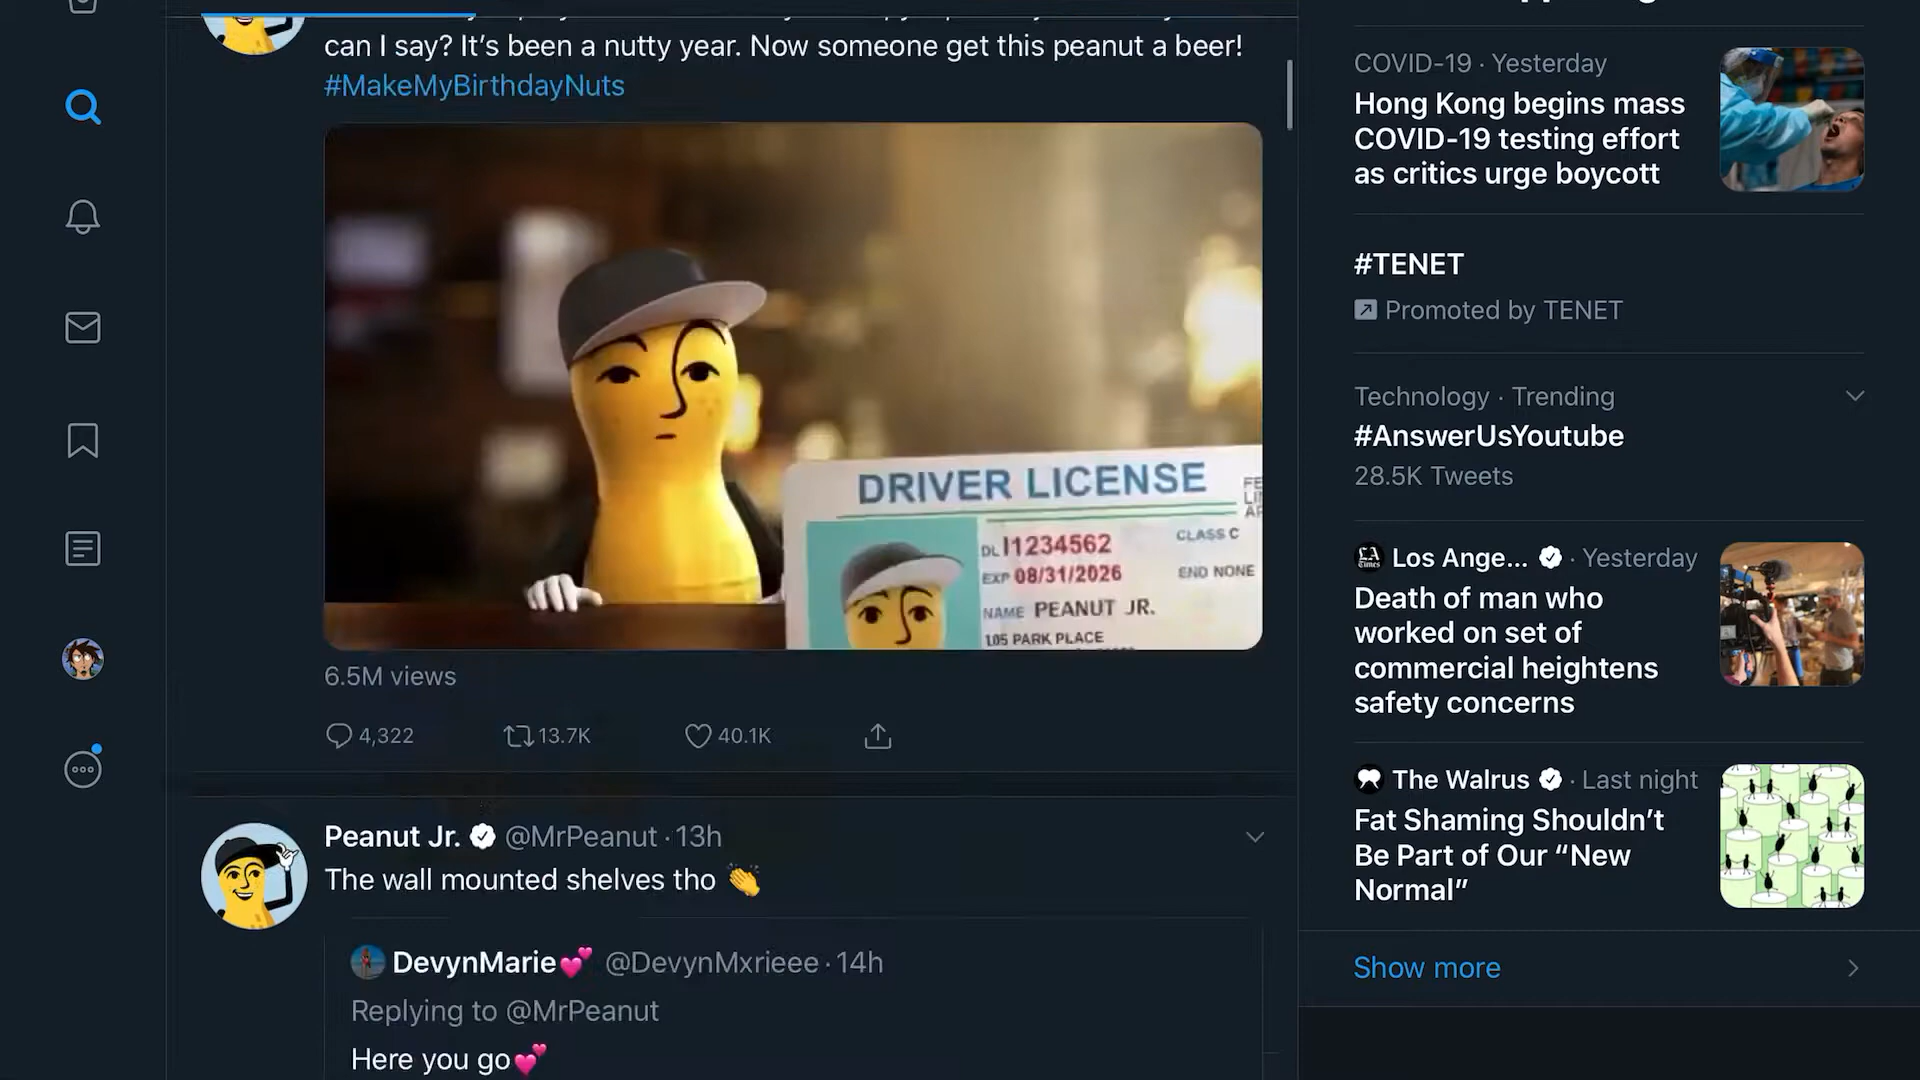 can I say? It's been a nutty year. Now someone get this peanut a beer!
#MakeMyBirthdayNuts
DRIVER LICENSE
DL I1234562
CLASS C
EXP 08/31/2026
END NONE
NAME PEANUT JR.
105 PARK PLACE
6.5M views
4,322
13.7K
40.1K
Peanut Jr. @MrPeanut · 13h
The wall mounted shelves tho 👏
DevynMarie💕 @DevynMxrieee · 14h
Replying to @MrPeanut
Here you go💕
COVID-19 · Yesterday
Hong Kong begins mass
COVID-19 testing effort
as critics urge boycott
#TENET
Promoted by TENET
Technology · Trending
#AnswerUsYoutube
28.5K Tweets
LA
Times
Los Ange... · Yesterday
Death of man who
worked on set of
commercial heightens
safety concerns
The Walrus · Last night
Fat Shaming Shouldn't
Be Part of Our “New
Normal”
Show more